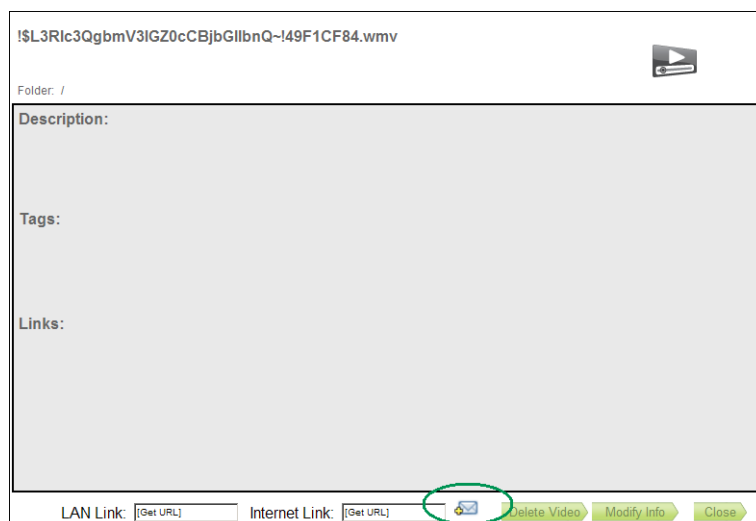 !$L3Rlc3QgbmV3IGZ0cCBjbGllbnQ~!49F1CF84.wmv
Folder: /
Description:
Tags:
Links:
LAN Link: [Get URL] Internet Link: [Get URL] Delete Video Modify Info Close